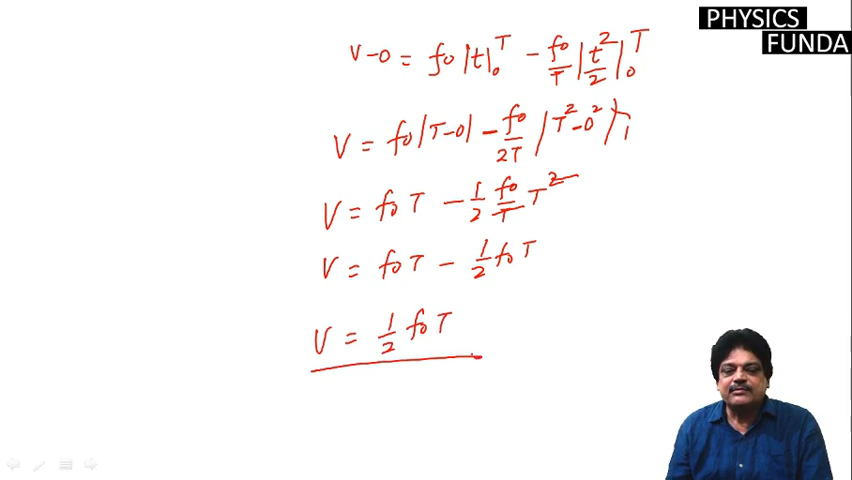 PHYSICS
FUNDA
V-0 = f0 |t|₀ᵀ - f0/T |t²/2|₀ᵀ
V = f0 |T-0| - f0/2T |T²-0²|
V = f0 T - 1/2 f0/T T²
V = f0 T - 1/2 f0 T
V = 1/2 f0 T